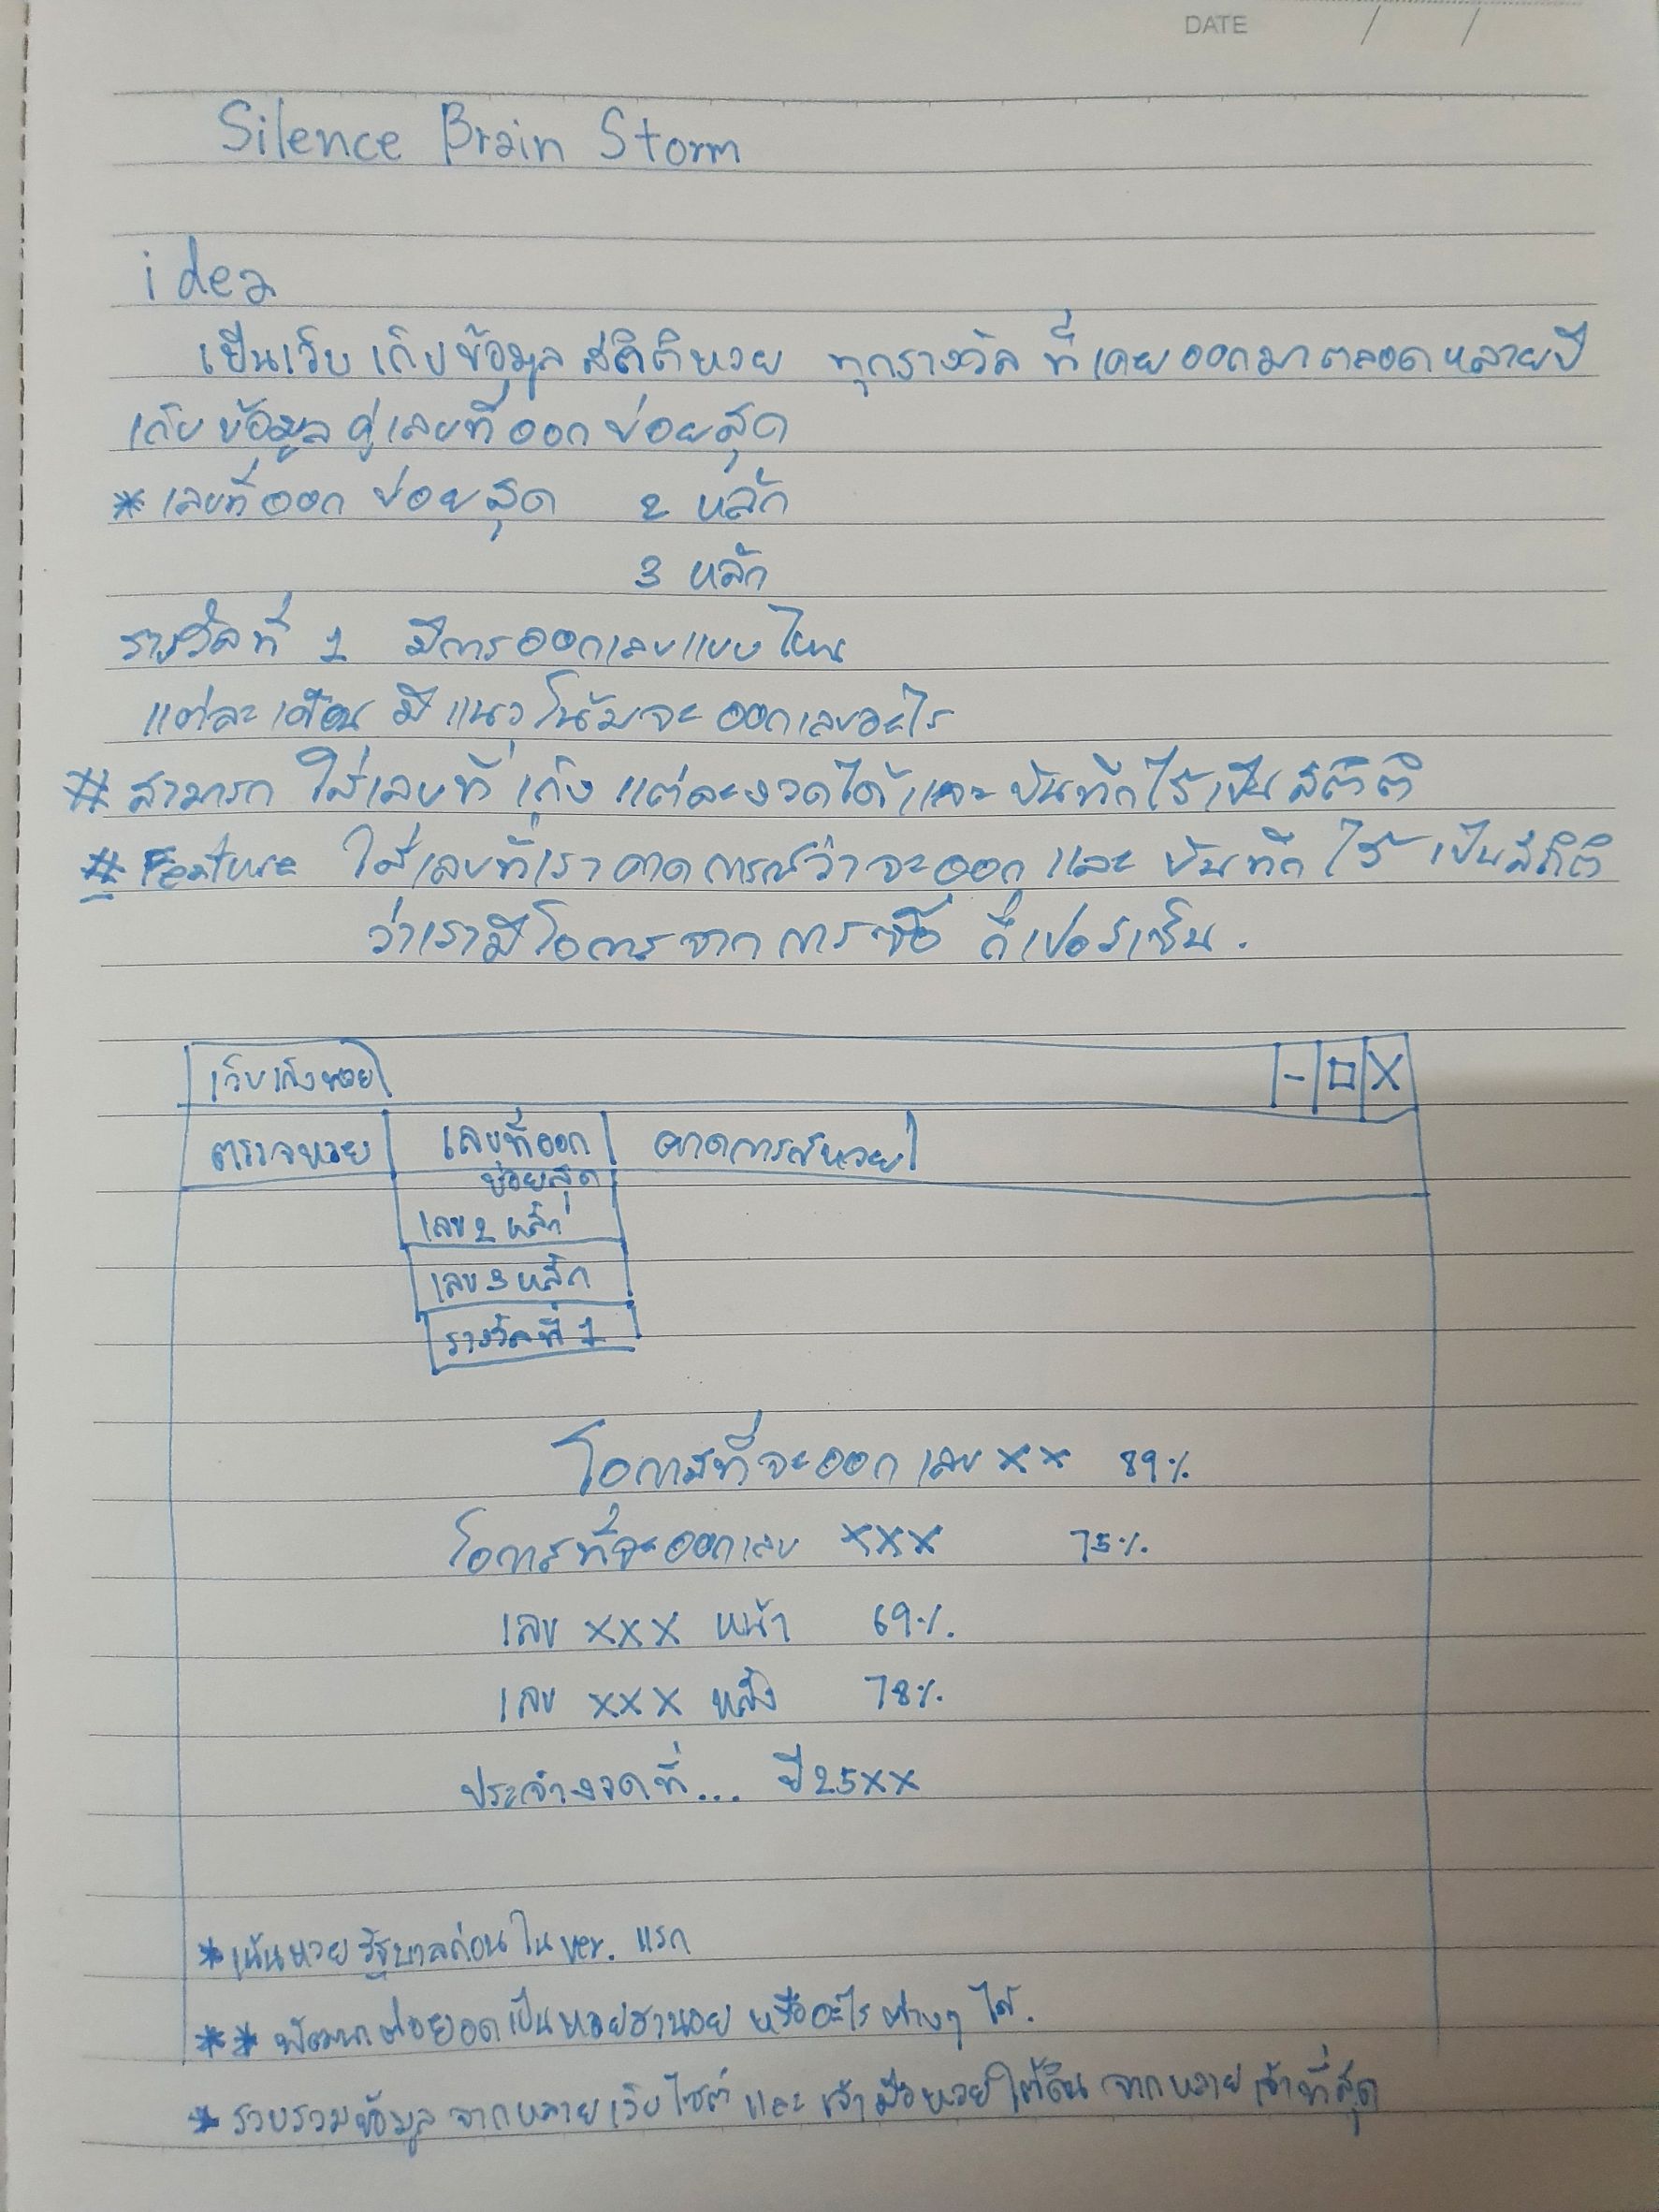 DATE / /
Silence Brain Storm
idea
เป็นเว็บ เก็บข้อมูล สถิติหวย ทุกรางวัล ที่เคยออกมาตลอดหลายปี
เก็บข้อมูล คู่เลขที่ออกบ่อยสุด
* เลขที่ออก บ่อยสุด 2 หลัก
3 หลัก
รางวัลที่ 1 มีการออกเลขแบบไหน
แต่ละเดือน มีแนวโน้มจะออกเลขอะไร
# สามารถ ใส่เลขที่ เก็ง แต่ละงวดได้ และ บันทึกไว้เป็นสถิติ
# Feature ใส่เลขที่เราคาดการณ์ว่าจะออก และ บันทึก ไว้ เป็นสถิติ
ว่าเรามีโอกาสจากการซื้อ กี่เปอร์เซ็น.
เว็บเก็งหวย - □ X
ตรวจหวย เลขที่ออก คาดการณ์หวย
บ่อยสุด
เลข 2 หลัก
เลข 3 หลัก
รางวัลที่ 1
โอกาสที่จะออก เลข XX 89%
โอกาสที่จะออกเลข XXX 75%
เลข XXX หน้า 69%
เลข XXX หลัง 78%
ประจำงวดที่... ปี 25XX
* เน้นหวยรัฐบาลก่อน ใน ver. แรก
** พัฒนาต่อยอดเป็นหวยฮานอย หรืออะไร ต่างๆ ได้.
* รวบรวมข้อมูล จากหลายเว็บไซต์ และ เจ้ามือหวยใต้ดิน จากหลายเจ้าที่สุด